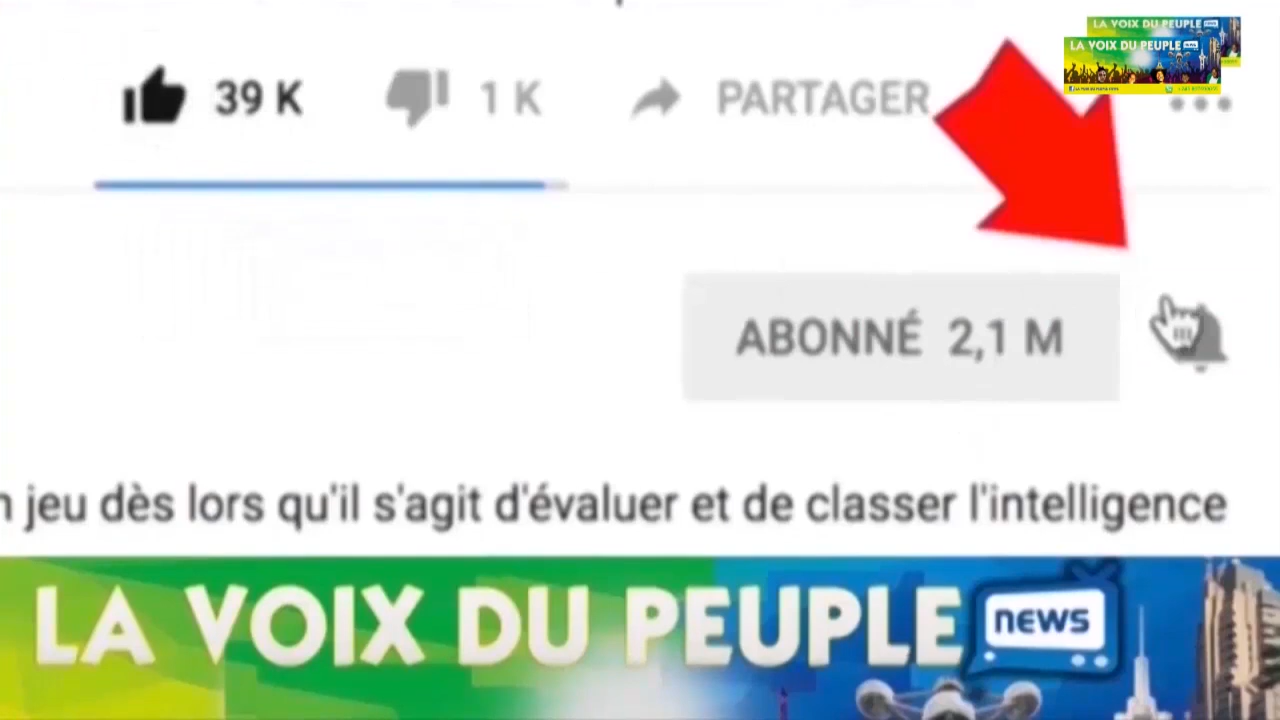 LA VOIX DU PEUPLE
LA VOIX DU PEUPLE
39 K 1 K PARTAGER
ABONNÉ 2,1 M
jeu dès lors qu'il s'agit d'évaluer et de classer l'intelligence
LA VOIX DU PEUPLE NEWS